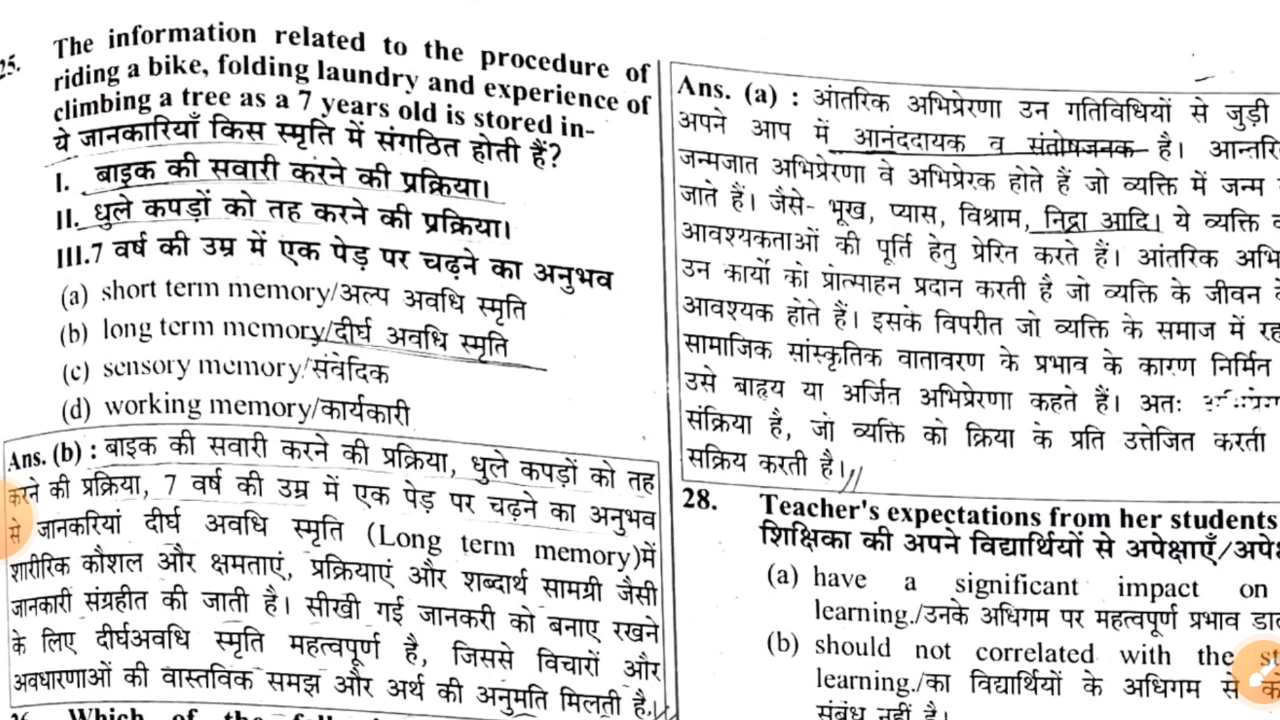 25.
The information related to the procedure of
riding a bike, folding laundry and experience of
climbing a tree as a 7 years old is stored in-
ये जानकारियाँ किस स्मृति में संगठित होती हैं?
I. बाइक की सवारी करने की प्रक्रिया।
II. धुले कपड़ों को तह करने की प्रक्रिया।
III.7 वर्ष की उम्र में एक पेड़ पर चढ़ने का अनुभव
(a) short term memory/अल्प अवधि स्मृति
(b) long term memory/दीर्घ अवधि स्मृति
(c) sensory memory/संवेदिक
(d) working memory/कार्यकारी
Ans. (b) : बाइक की सवारी करने की प्रक्रिया, धुले कपड़ों को तह
करने की प्रक्रिया, 7 वर्ष की उम्र में एक पेड़ पर चढ़ने का अनुभव
से जानकरियां दीर्घ अवधि स्मृति (Long term memory)में
शारीरिक कौशल और क्षमताएं, प्रक्रियाएं और शब्दार्थ सामग्री जैसी
जानकारी संग्रहीत की जाती है। सीखी गई जानकरी को बनाए रखने
के लिए दीर्घअवधि स्मृति महत्वपूर्ण है, जिससे विचारों और
अवधारणाओं की वास्तविक समझ और अर्थ की अनुमति मिलती है।
26. Which of the
Ans. (a) : आंतरिक अभिप्रेरणा उन गतिविधियों से जुड़ी
अपने आप में आनंददायक व संतोषजनक है।
जन्मजात अभिप्रेरणा वे अभिप्रेरक होते हैं जो व्यक्ति में जन्म
जाते हैं। जैसे- भूख, प्यास, विश्राम, निद्रा आदि। ये व्यक्ति
आवश्यकताओं की पूर्ति हेतु प्रेरित करते हैं। आंतरिक
उन कार्यो को प्रोत्साहन प्रदान करती है जो व्यक्ति के जीवन
आवश्यक होते हैं। इसके विपरीत जो व्यक्ति के समाज में
सामाजिक सांस्कृतिक वातावरण के प्रभाव के कारण निर्मित
उसे बाह्य या अर्जित अभिप्रेरणा कहते हैं। अतः
संक्रिया है, जो व्यक्ति को क्रिया के प्रति उत्तेजित करती
सक्रिय करती है।
28. Teacher's expectations from her students
शिक्षिका की अपने विद्यार्थियों से अपेक्षाएँ/
(a) have a significant impact on
learning./उनके अधिगम पर महत्वपूर्ण प्रभाव
(b) should not correlated with the
learning./का विद्यार्थियों के अधिगम से
संबंध नहीं है।